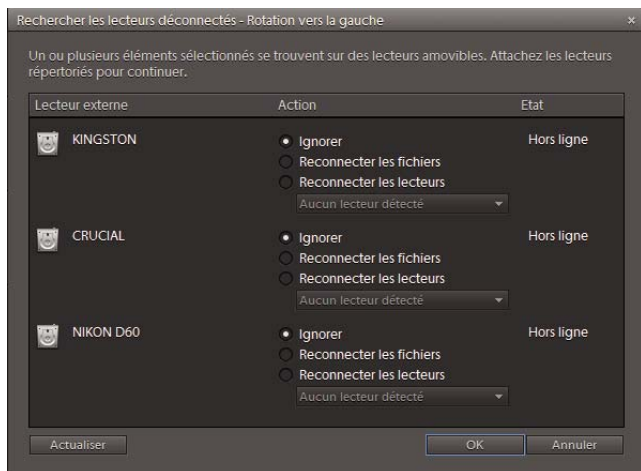 Rechercher les lecteurs déconnectés - Rotation vers la gauche
Un ou plusieurs éléments sélectionnés se trouvent sur des lecteurs amovibles. Attachez les lecteurs
répertoriés pour continuer.
Lecteur externe Action Etat
KINGSTON Ignorer Hors ligne
Reconnecter les fichiers
Reconnecter les lecteurs
Aucun lecteur détecté
CRUCIAL Ignorer Hors ligne
Reconnecter les fichiers
Reconnecter les lecteurs
Aucun lecteur détecté
NIKON D60 Ignorer Hors ligne
Reconnecter les fichiers
Reconnecter les lecteurs
Aucun lecteur détecté
Actualiser OK Annuler